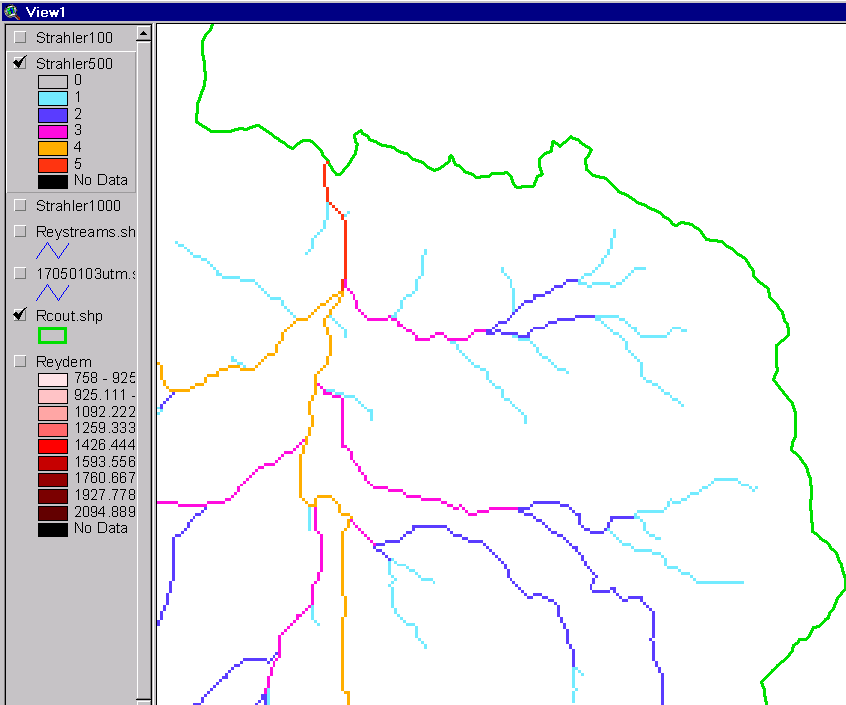 View1
Strahler100
Strahler500
0
1
2
3
4
5
No Data
Strahler1000
Reystreams.sh
17050103utm.s
Rcout.shp
Reydem
758 - 925
925.111 -
1092.222
1259.333
1426.444
1593.556
1760.667
1927.778
2094.889
No Data